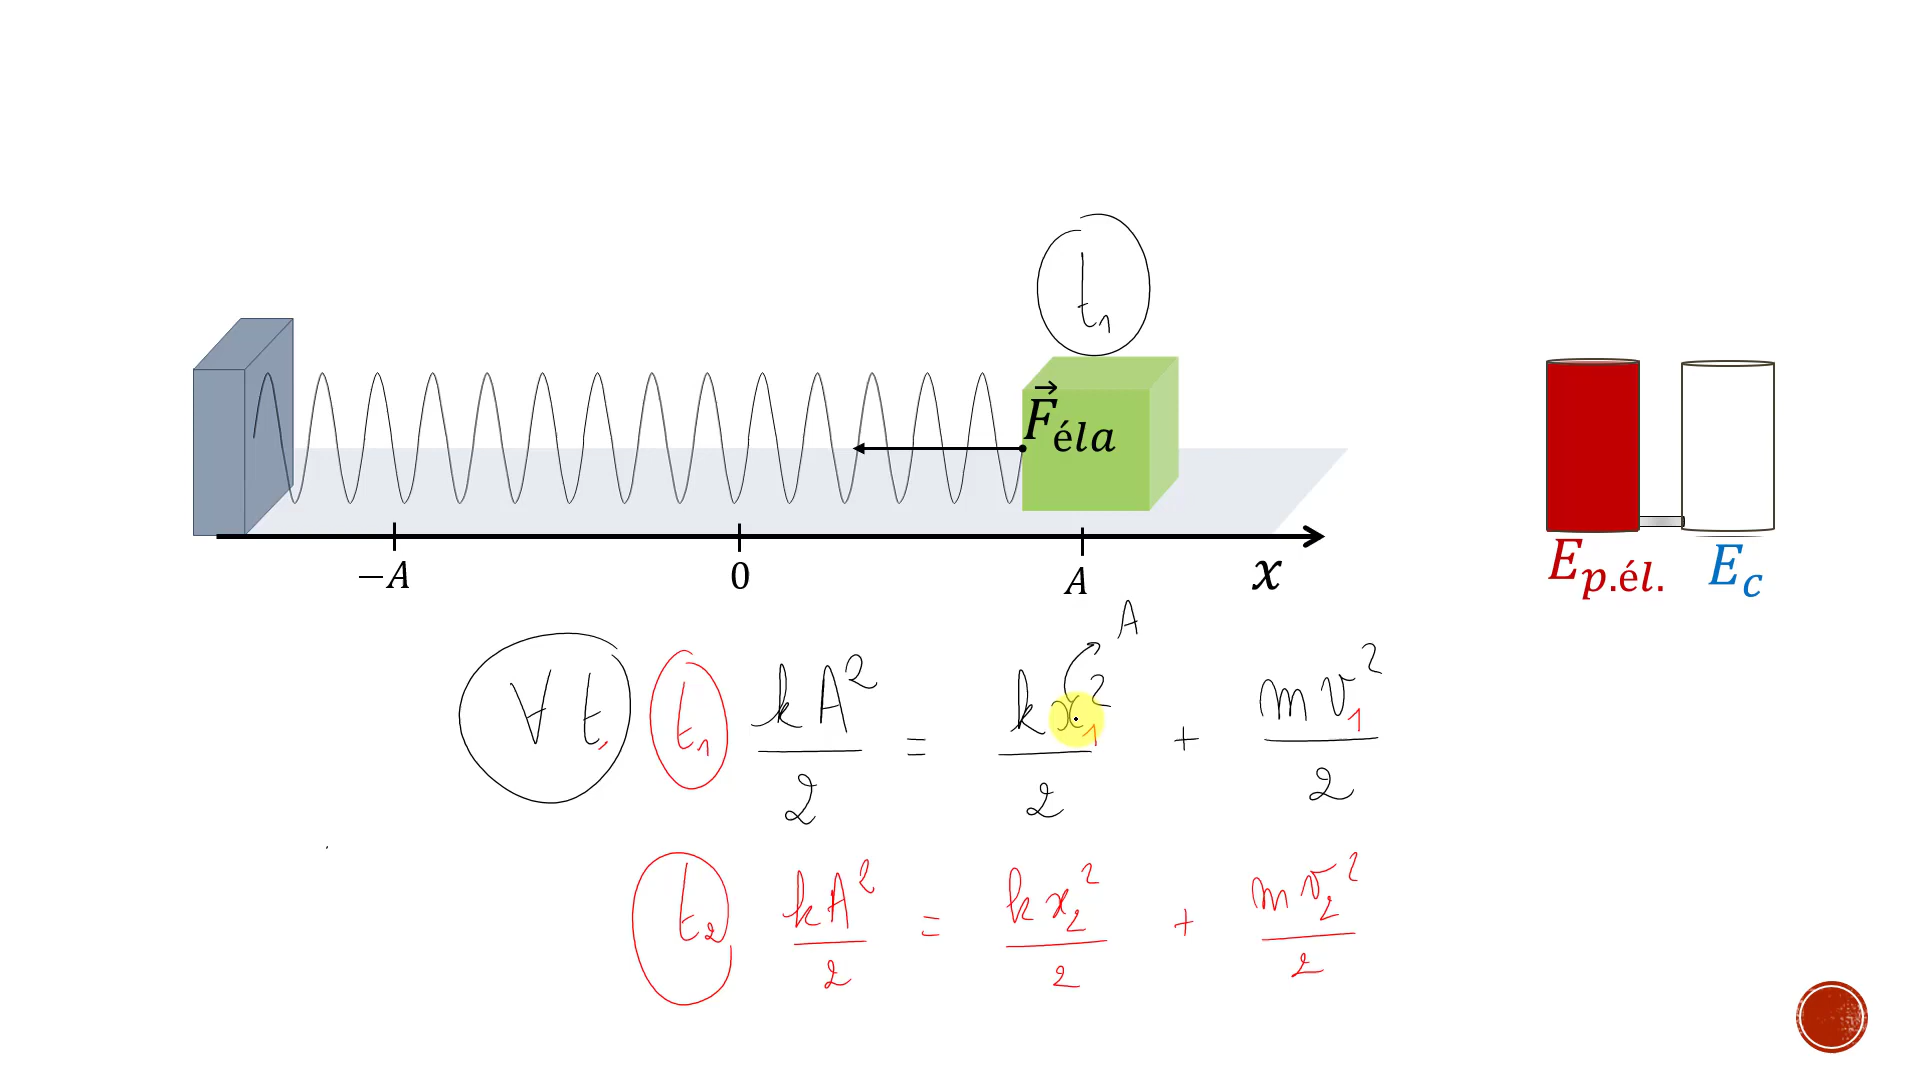 t₁
F⃗éla
−A 0 A x
Ep.él. Ec
A
∀ t, t₁ kA²/2 = kx₁²/2 + mv₁²/2
t₂ kA²/2 = kx₂²/2 + mv₂²/2